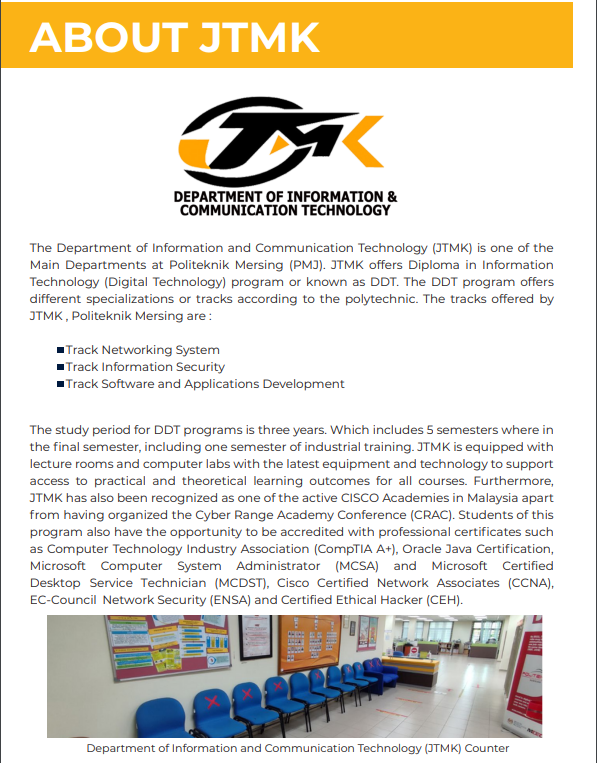 ABOUT JTMK
JTMK
DEPARTMENT OF INFORMATION &
COMMUNICATION TECHNOLOGY
The Department of Information and Communication Technology (JTMK) is one of the
Main Departments at Politeknik Mersing (PMJ). JTMK offers Diploma in Information
Technology (Digital Technology) program or known as DDT. The DDT program offers
different specializations or tracks according to the polytechnic. The tracks offered by
JTMK , Politeknik Mersing are :
Track Networking System
Track Information Security
Track Software and Applications Development
The study period for DDT programs is three years. Which includes 5 semesters where in
the final semester, including one semester of industrial training. JTMK is equipped with
lecture rooms and computer labs with the latest equipment and technology to support
access to practical and theoretical learning outcomes for all courses. Furthermore,
JTMK has also been recognized as one of the active CISCO Academies in Malaysia apart
from having organized the Cyber Range Academy Conference (CRAC). Students of this
program also have the opportunity to be accredited with professional certificates such
as Computer Technology Industry Association (CompTIA A+), Oracle Java Certification,
Microsoft Computer System Administrator (MCSA) and Microsoft Certified
Desktop Service Technician (MCDST), Cisco Certified Network Associates (CCNA),
EC-Council Network Security (ENSA) and Certified Ethical Hacker (CEH).
Department of Information and Communication Technology (JTMK) Counter